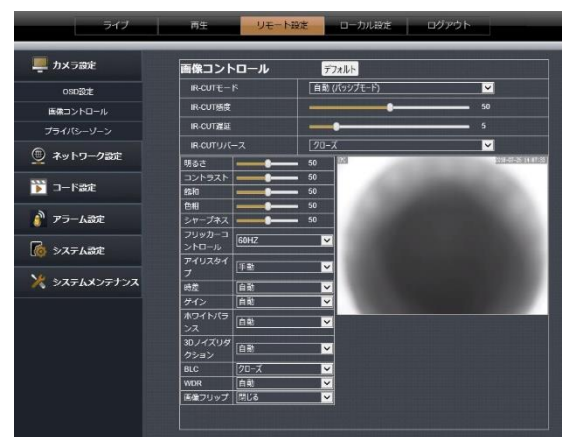 ライブ 再生 リモート設定 ローカル設定 ログアウト
カメラ設定
OSD設定
画像コントロール
プライバシーゾーン
ネットワーク設定
コード設定
アラーム設定
システム設定
システムメンテナンス
画像コントロール デフォルト
IR-CUTモード 自動 (パッシブモード)
IR-CUT感度 50
IR-CUT遅延 5
IR-CUTリバース クローズ
明るさ 50
コントラスト 50
飽和 50
色相 50
シャープネス 50
フリッカーコ
ントロール
60HZ
アイリスタイ
プ
手動
時差 自動
ゲイン 自動
ホワイトバラ
ンス
自動
3Dノイズリダ
クション
自動
BLC クローズ
WDR 自動
画像フリップ 閉じる
IPC